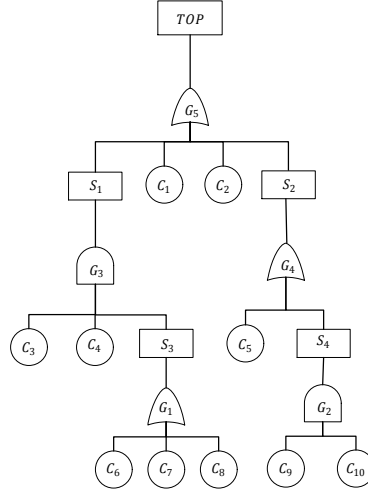 TOP
G5
S1 C1 C2 S2
G3 G4
C3 C4 S3 C5 S4
G1 G2
C6 C7 C8 C9 C10